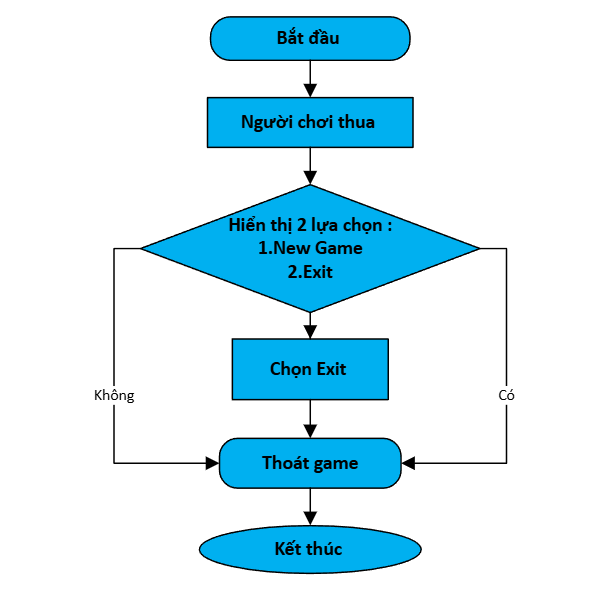 Bắt đầu
Người chơi thua
Hiển thị 2 lựa chọn :
1.New Game
2.Exit
Chọn Exit
Không
Có
Thoát game
Kết thúc